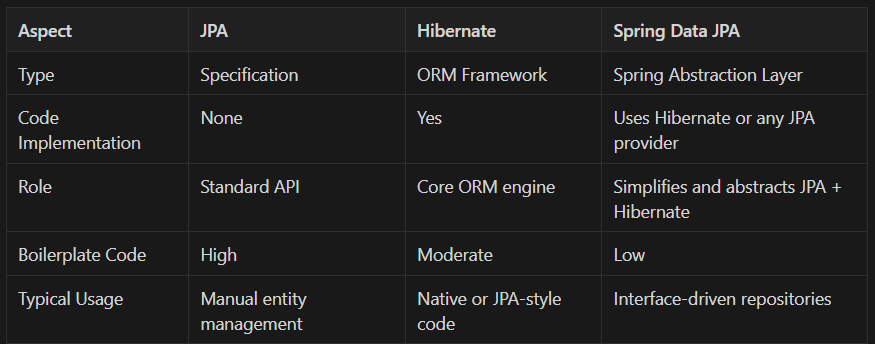 Aspect JPA Hibernate Spring Data JPA
Type Specification ORM Framework Spring Abstraction Layer
Code None Yes Uses Hibernate or any JPA
Implementation provider
Role Standard API Core ORM engine Simplifies and abstracts JPA +
Hibernate
Boilerplate Code High Moderate Low
Typical Usage Manual entity Native or JPA-style Interface-driven repositories
management code